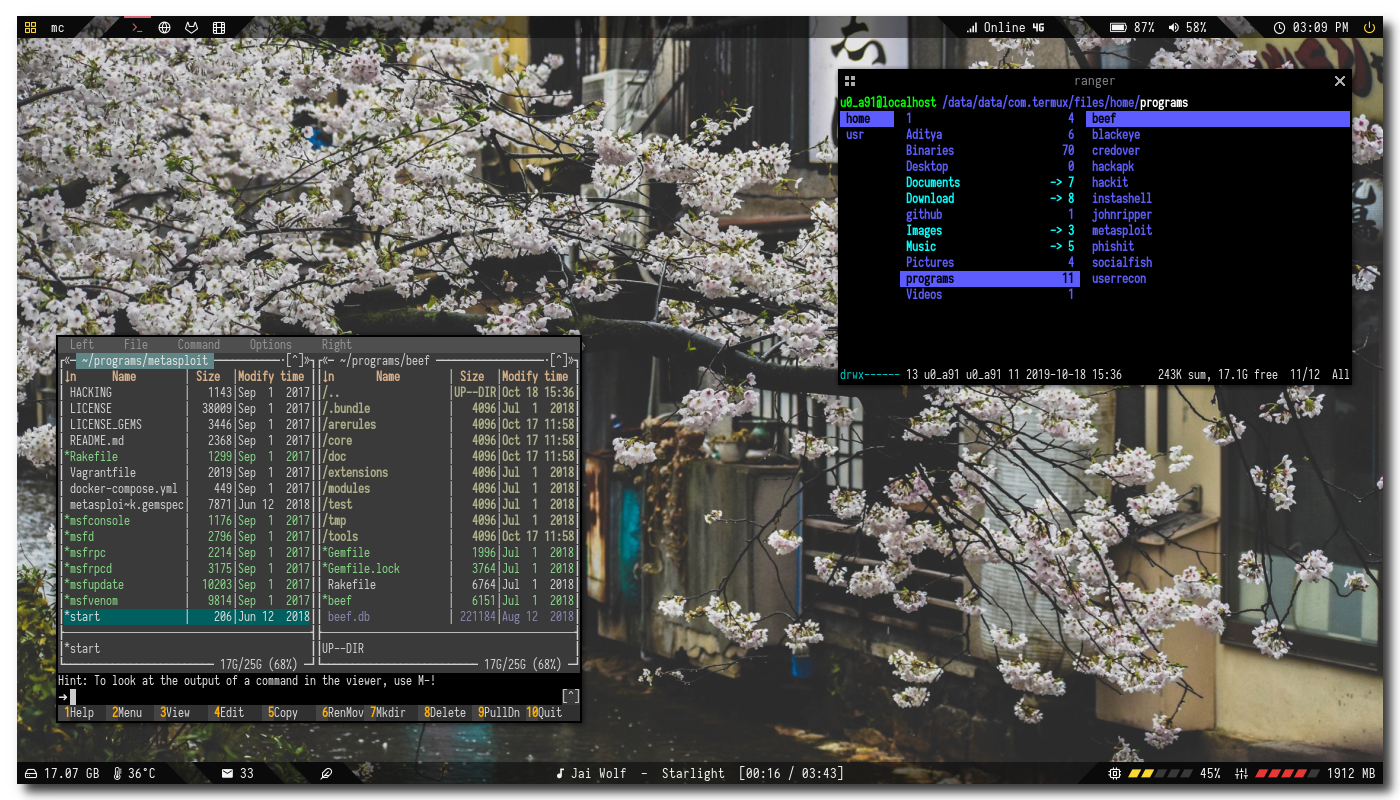 mc
Online 4G
87%
58%
03:09 PM
ranger
u0_a91@localhost /data/data/com.termux/files/home/programs
home 1 4 beef
usr Aditya 6 blackeye
Binaries 70 credover
Desktop 0 hackapk
Documents -> 7 hackit
Download -> 8 instashell
github 1 johnripper
Images -> 3 metasploit
Music -> 5 phishit
Pictures 4 socialfish
programs 11 userrecon
Videos 1
drwx------ 13 u0_a91 u0_a91 11 2019-10-18 15:36 243K sum, 17.1G free 11/12 All
Left File Command Options Right
~/programs/metasploit .[^] ~/programs/beef .[^]
.n Name Size Modify time .n Name Size Modify time
HACKING 1143 Sep 1 2017 /.. UP--DIR Oct 18 15:36
LICENSE 38009 Sep 1 2017 /.bundle 4096 Jul 1 2018
LICENSE_GEMS 3446 Sep 1 2017 /arerules 4096 Oct 17 11:58
README.md 2368 Sep 1 2017 /core 4096 Oct 17 11:58
*Rakefile 1299 Sep 1 2017 /doc 4096 Oct 17 11:58
Vagrantfile 2019 Sep 1 2017 /extensions 4096 Jul 1 2018
docker-compose.yml 449 Sep 1 2017 /modules 4096 Jul 1 2018
metasploi~k.gemspec 7871 Jun 12 2018 /test 4096 Jul 1 2018
*msfconsole 1176 Sep 1 2017 /tmp 4096 Oct 17 11:58
*msfd 2796 Sep 1 2017 /tools 4096 Oct 17 11:58
*msfrpc 2214 Sep 1 2017 *Gemfile 1996 Jul 1 2018
*msfrpcd 3175 Sep 1 2017 *Gemfile.lock 3764 Jul 1 2018
*msfupdate 10203 Sep 1 2017 Rakefile 6764 Jul 1 2018
*msfvenom 9814 Sep 1 2017 *beef 6151 Jul 1 2018
*start 206 Jun 12 2018 beef.db 221184 Aug 12 2018
*start UP--DIR
17G/25G (68%) 17G/25G (68%)
Hint: To look at the output of a command in the viewer, use M-!
[^]
1Help 2Menu 3View 4Edit 5Copy 6RenMov 7Mkdir 8Delete 9PullDn 10Quit
17.07 GB
36°C
33
Jai Wolf - Starlight [00:16 / 03:43]
45%
1912 MB